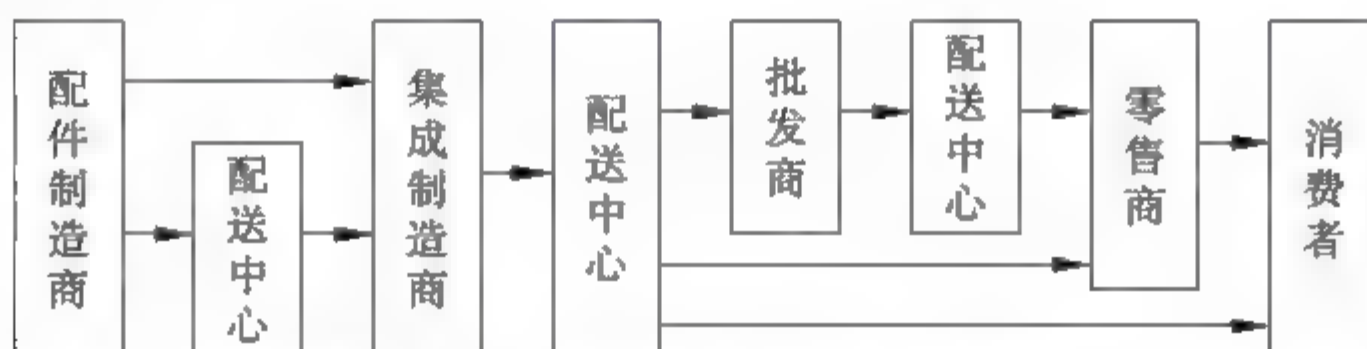 配件制造商
配送中心
集成制造商
配送中心
批发商
配送中心
零售商
消费者